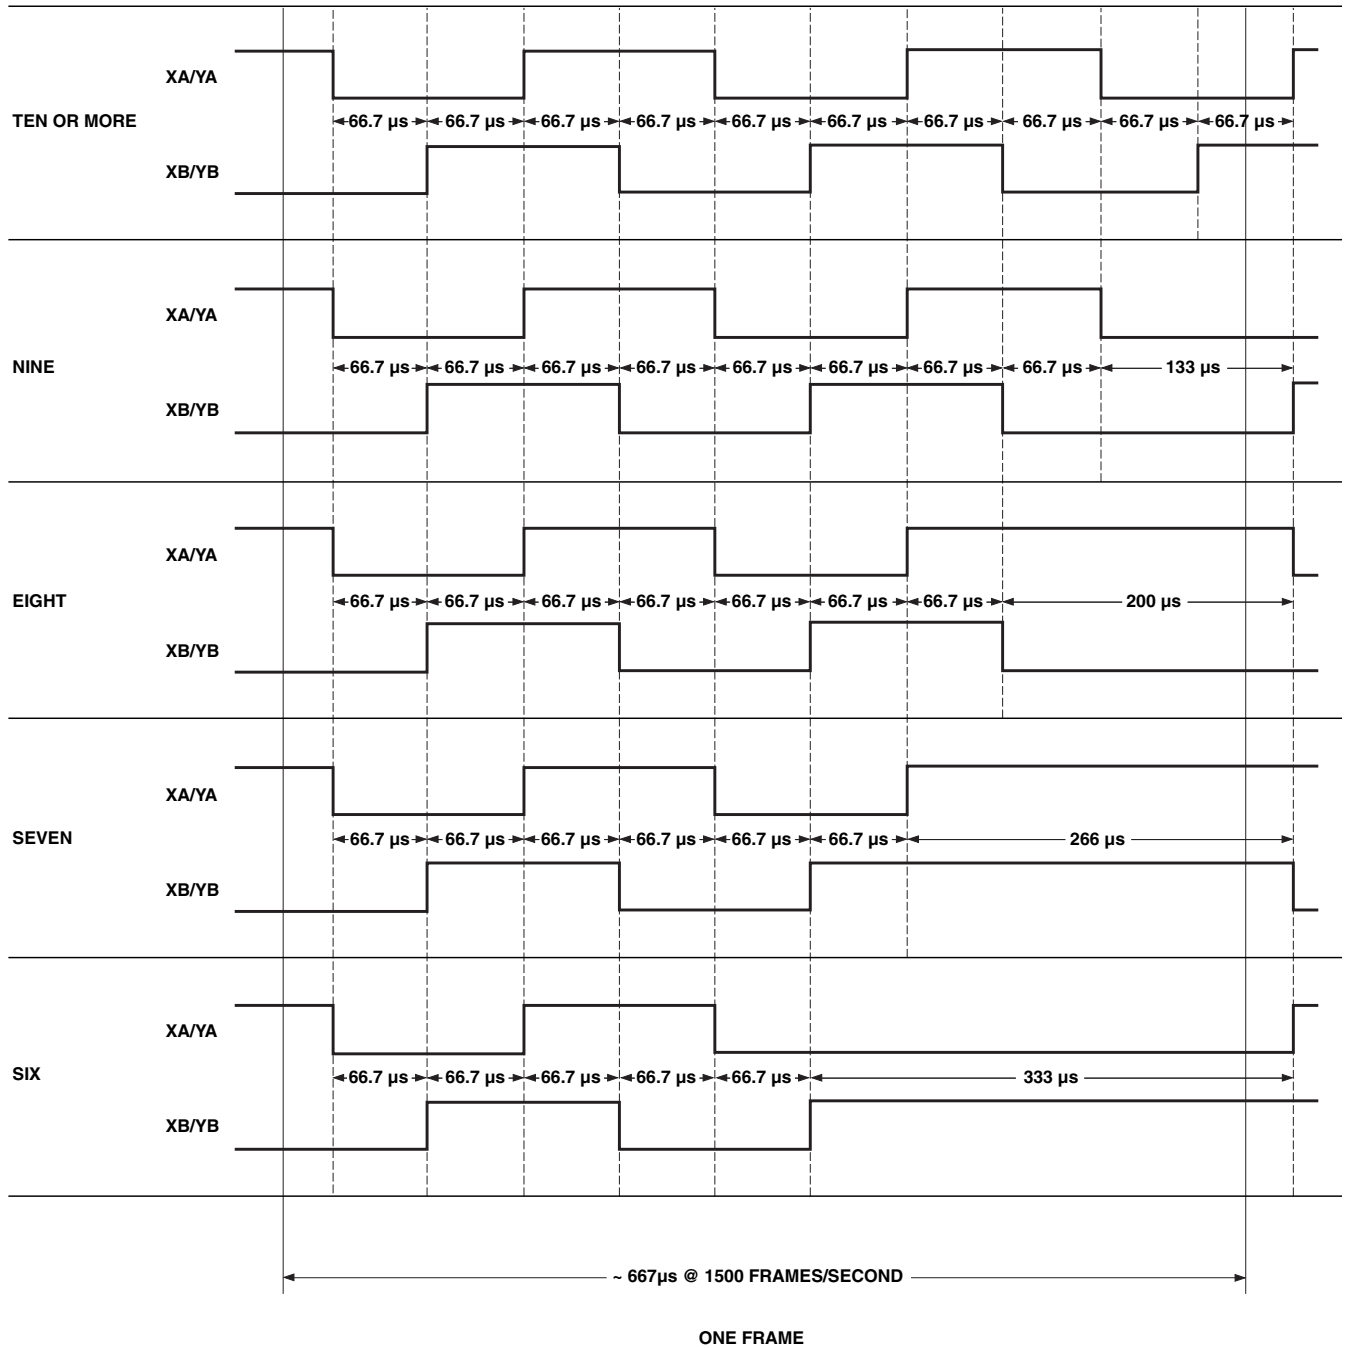 XA/YA
TEN OR MORE
66.7 µs 66.7 µs 66.7 µs 66.7 µs 66.7 µs 66.7 µs 66.7 µs 66.7 µs 66.7 µs 66.7 µs
XB/YB
XA/YA
NINE
66.7 µs 66.7 µs 66.7 µs 66.7 µs 66.7 µs 66.7 µs 66.7 µs 66.7 µs 133 µs
XB/YB
XA/YA
EIGHT
66.7 µs 66.7 µs 66.7 µs 66.7 µs 66.7 µs 66.7 µs 66.7 µs 200 µs
XB/YB
XA/YA
SEVEN
66.7 µs 66.7 µs 66.7 µs 66.7 µs 66.7 µs 66.7 µs 266 µs
XB/YB
XA/YA
SIX
66.7 µs 66.7 µs 66.7 µs 66.7 µs 66.7 µs 333 µs
XB/YB
~ 667µs @ 1500 FRAMES/SECOND
ONE FRAME